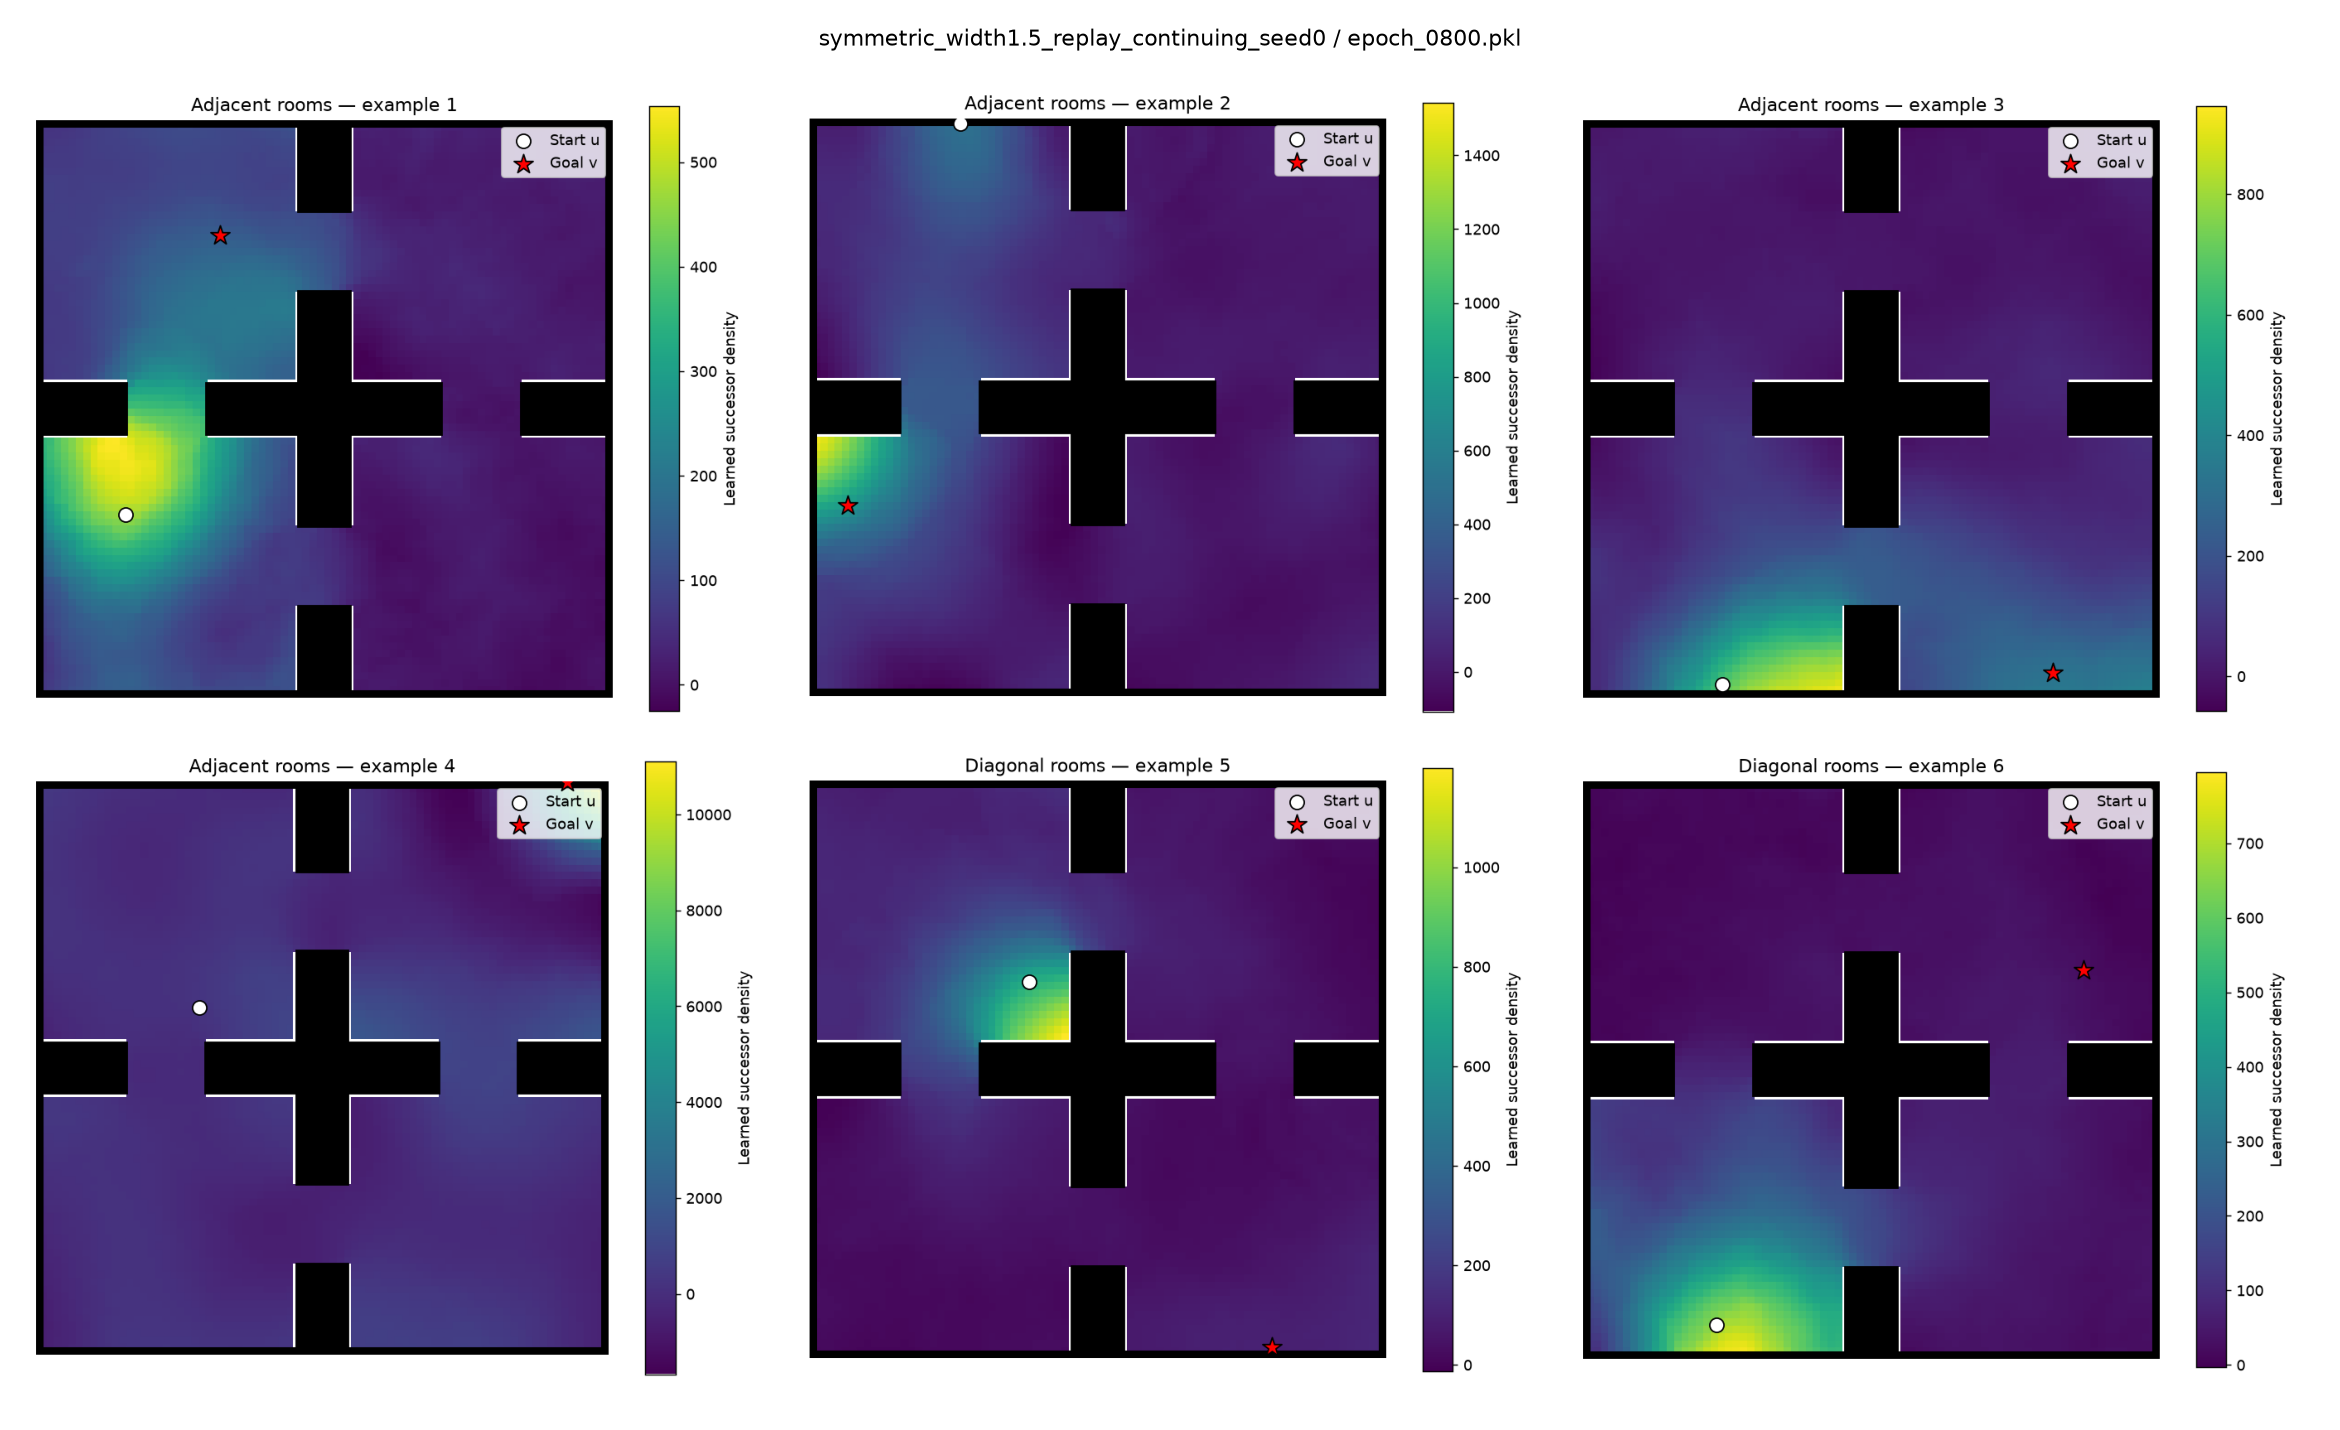 symmetric_width1.5_replay_continuing_seed0 / epoch_0800.pkl
Adjacent rooms — example 1
Start u
Goal v
500
400
300
200
100
0
Learned successor density
Adjacent rooms — example 2
Start u
Goal v
1400
1200
1000
800
600
400
200
0
Learned successor density
Adjacent rooms — example 3
Start u
Goal v
800
600
400
200
0
Learned successor density
Adjacent rooms — example 4
Start u
Goal v
10000
8000
6000
4000
2000
0
Learned successor density
Diagonal rooms — example 5
Start u
Goal v
1000
800
600
400
200
0
Learned successor density
Diagonal rooms — example 6
Start u
Goal v
700
600
500
400
300
200
100
0
Learned successor density